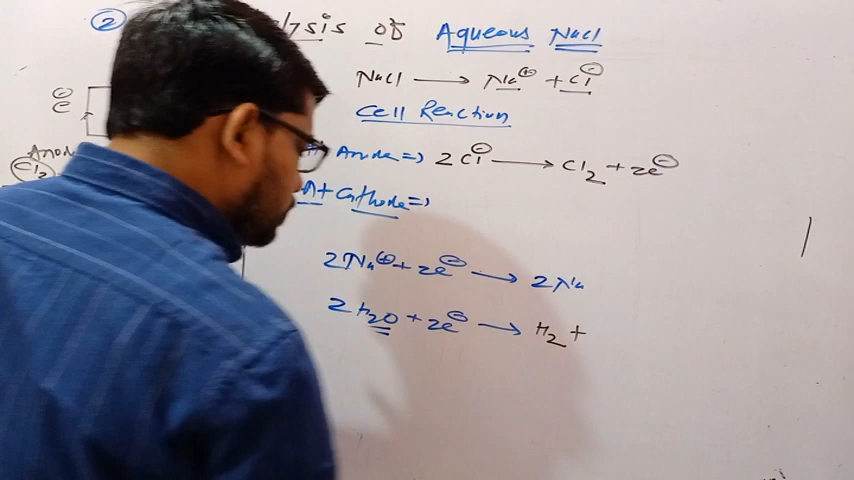 ② lysis of Aqueous NaCl
NaCl → Na⊕ + Cl⊖
Cell Reaction
e⊖
Anode
Cl₂
Anode ⇒ 2Cl⊖ → Cl₂ + 2e⊖
At Cathode ⇒
2Na⊕ + 2e⊖ → 2Na
2H₂O + 2e⊖ → H₂ +